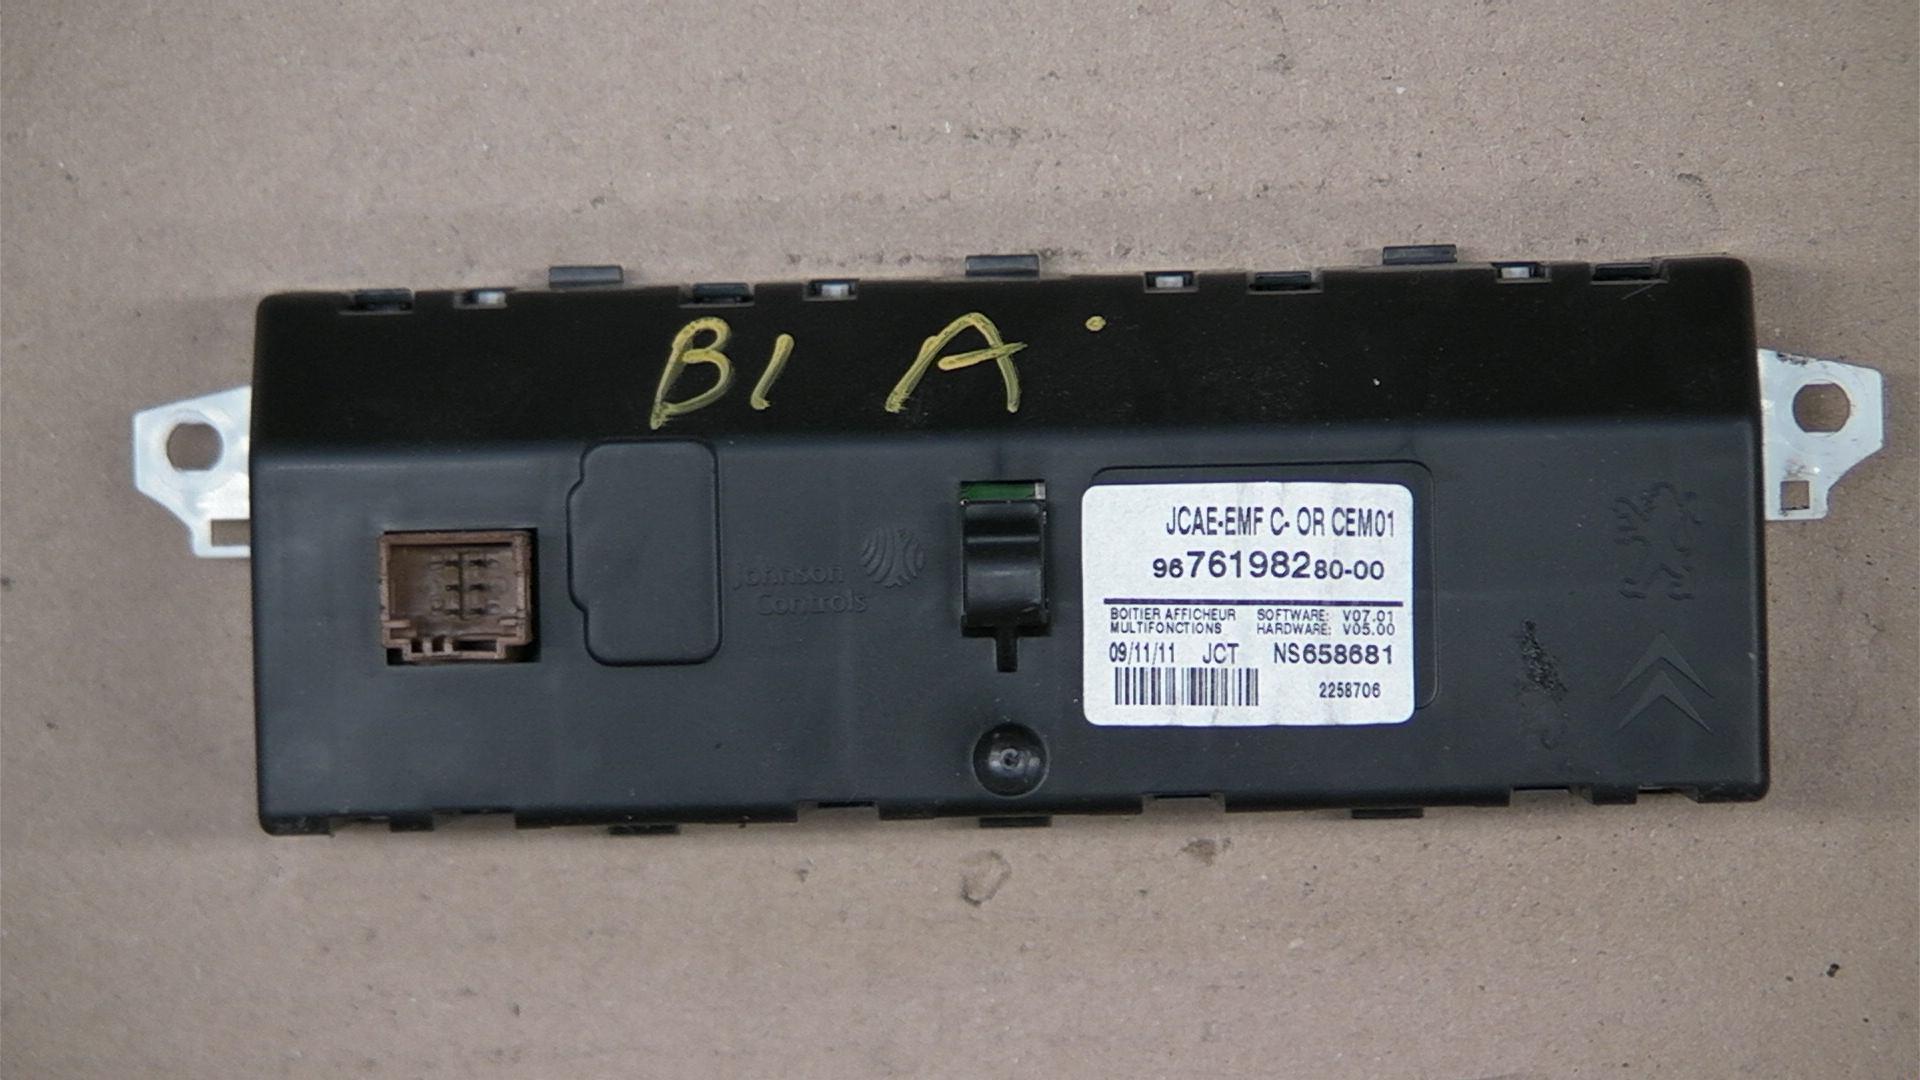 B1 A
Johnson
Controls
JCAE-EMF C- OR CEM01
9676198280-00
BOITIER AFFICHEUR SOFTWARE: V07.01
MULTIFONCTIONS HARDWARE: V05.00
09/11/11 JCT NS658681
2258706